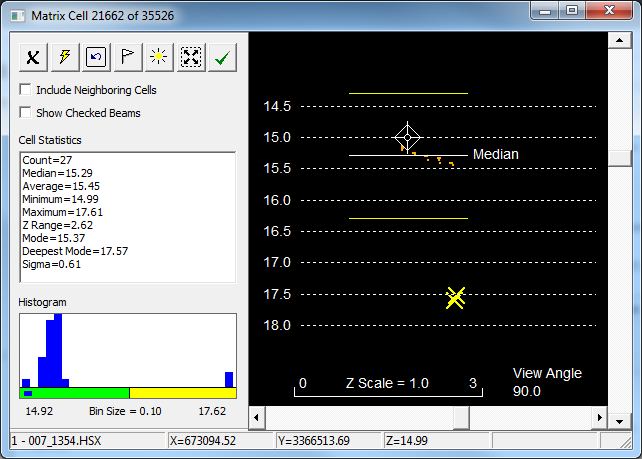 Matrix Cell 21662 of 35526
Include Neighboring Cells
Show Checked Beams
Cell Statistics
Count=27
Median=15.29
Average=15.45
Minimum=14.99
Maximum=17.61
Z Range=2.62
Mode=15.37
Deepest Mode=17.57
Sigma=0.61
Histogram
14.92 Bin Size = 0.10 17.62
14.5
15.0
Median
15.5
16.0
16.5
17.0
17.5
18.0
0 Z Scale = 1.0 3
View Angle
90.0
1 - 007_1354.HSX X=673094.52 Y=3366513.69 Z=14.99